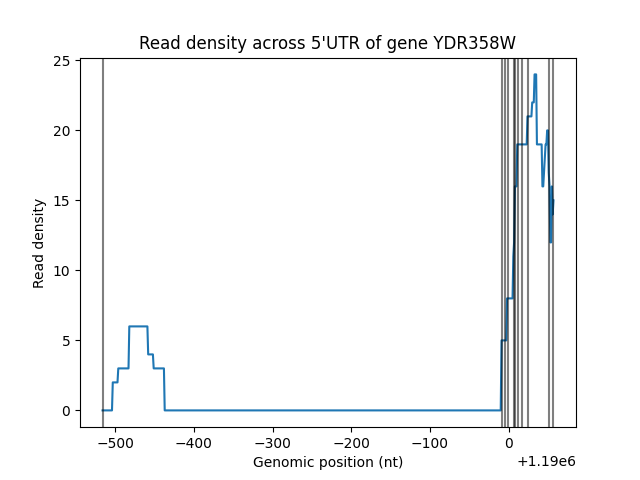 Read density across 5'UTR of gene YDR358W
25
20
15
10
5
0
Read density
−500 −400 −300 −200 −100 0
Genomic position (nt)
+1.19e6